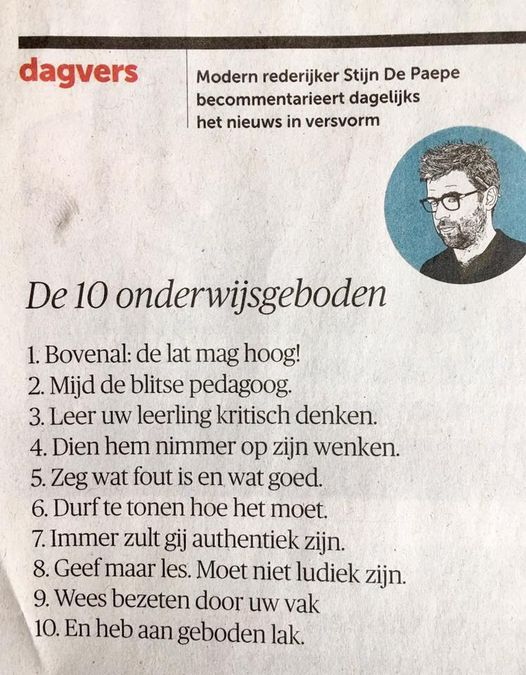 dagvers
Modern rederijker Stijn De Paepe
becommentarieert dagelijks
het nieuws in versvorm
De 10 onderwijsgeboden
1. Bovenal: de lat mag hoog!
2. Mijd de blitse pedagoog.
3. Leer uw leerling kritisch denken.
4. Dien hem nimmer op zijn wenken.
5. Zeg wat fout is en wat goed.
6. Durf te tonen hoe het moet.
7. Immer zult gij authentiek zijn.
8. Geef maar les. Moet niet ludiek zijn.
9. Wees bezeten door uw vak
10. En heb aan geboden lak.